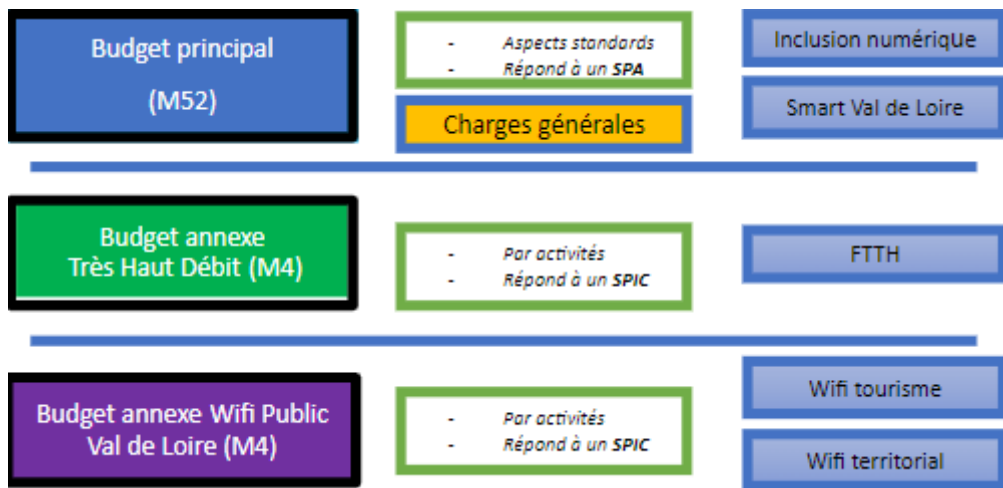 Budget principal
(M52)
- Aspects standards
- Répond à un SPA
Charges générales
Inclusion numérique
Smart Val de Loire
Budget annexe
Très Haut Débit (M4)
- Par activités
- Répond à un SPIC
FTTH
Budget annexe Wifi Public
Val de Loire (M4)
- Par activités
- Répond à un SPIC
Wifi tourisme
Wifi territorial